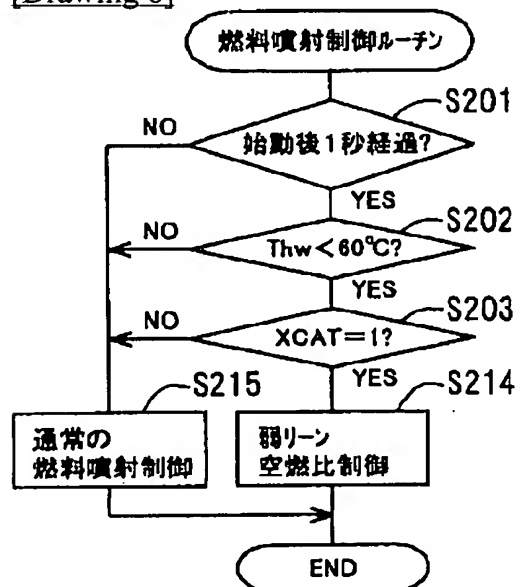 燃料噴射制御ルーチン
S201
NO
始動後1秒経過?
YES
S202
NO
Thw<60℃?
YES
S203
NO
XCAT=1?
YES
S215
S214
通常の
燃料噴射制御
弱リーン
空燃比制御
END